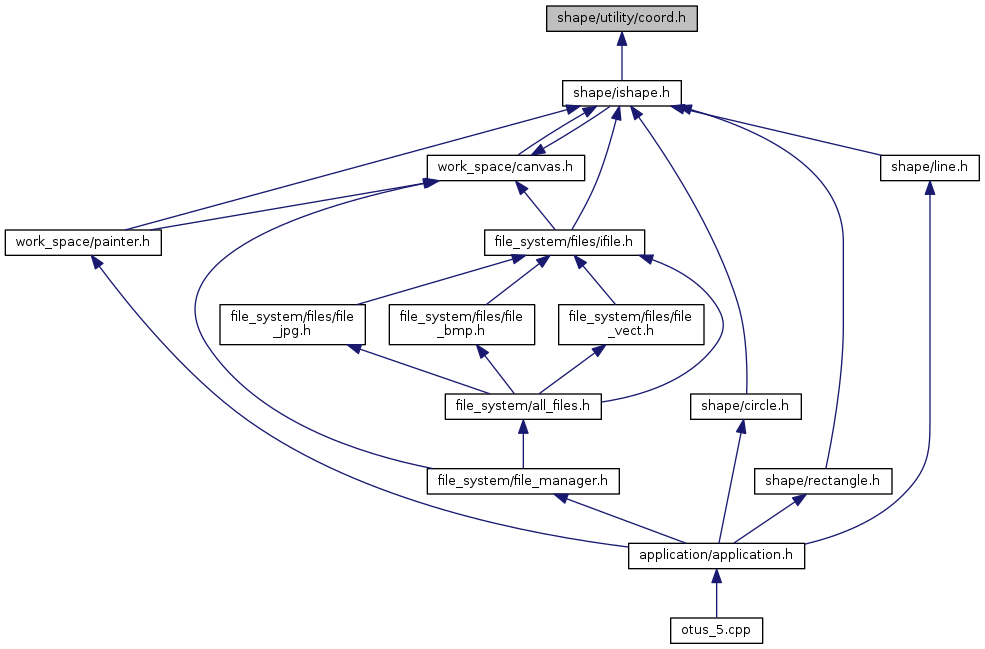 shape/utility/coord.h
shape/ishape.h
work_space/canvas.h
shape/line.h
work_space/painter.h
file_system/files/ifile.h
file_system/files/file
_jpg.h
file_system/files/file
_bmp.h
file_system/files/file
_vect.h
file_system/all_files.h
shape/circle.h
file_system/file_manager.h
shape/rectangle.h
application/application.h
otus_5.cpp